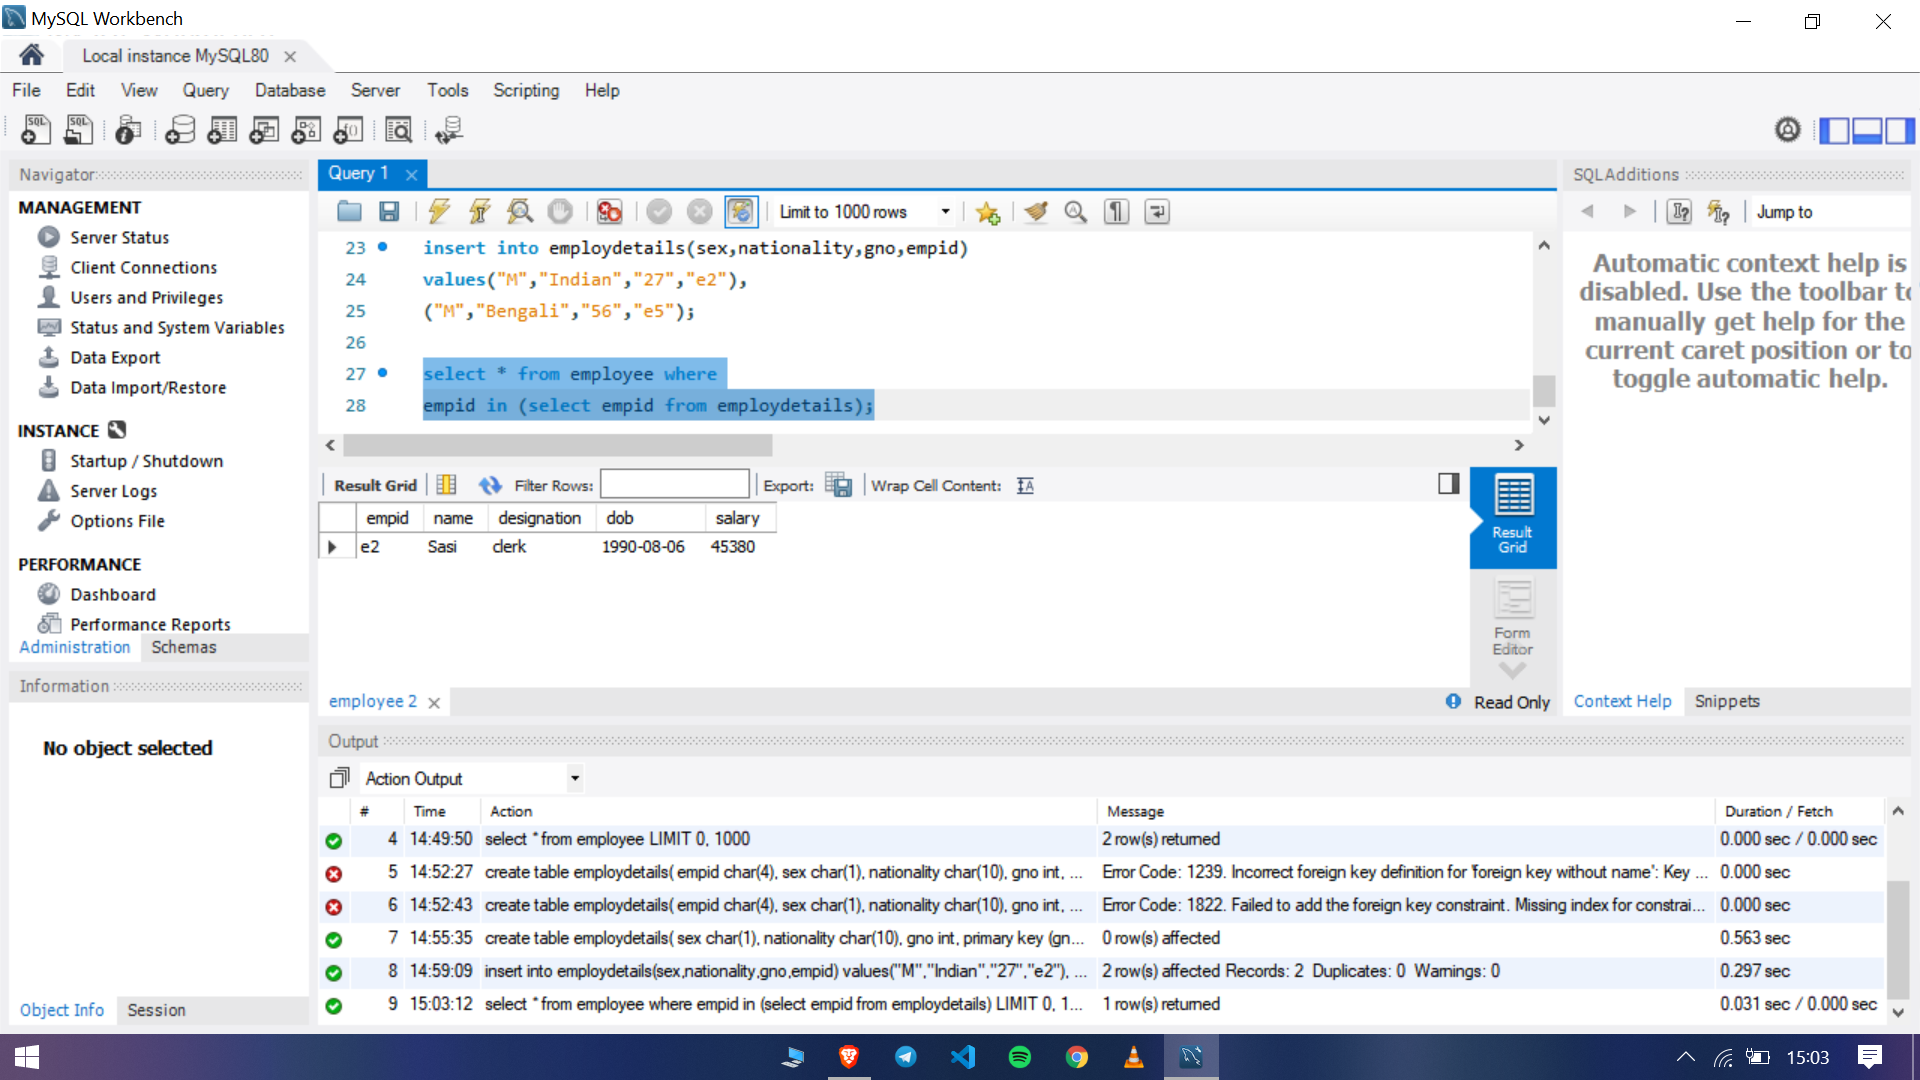 MySQL Workbench
Local instance MySQL80
File Edit View Query Database Server Tools Scripting Help
Navigator
MANAGEMENT
Server Status
Client Connections
Users and Privileges
Status and System Variables
Data Export
Data Import/Restore
INSTANCE
Startup / Shutdown
Server Logs
Options File
PERFORMANCE
Dashboard
Performance Reports
Administration Schemas
Information
No object selected
Object Info Session
Query 1
Limit to 1000 rows
23 insert into employdetails(sex,nationality,gno,empid)
24 values("M","Indian","27","e2"),
25 ("M","Bengali","56","e5");
26
27 select * from employee where
28 empid in (select empid from employdetails);
Result Grid Filter Rows: Export: Wrap Cell Content:
empid name designation dob salary
e2 Sasi clerk 1990-08-06 45380
Result Grid
Form Editor
employee 2
Read Only
SQLAdditions
Jump to
Automatic context help is
disabled. Use the toolbar to
manually get help for the
current caret position or to
toggle automatic help.
Context Help Snippets
Output
Action Output
# Time Action Message Duration / Fetch
4 14:49:50 select * from employee LIMIT 0, 1000 2 row(s) returned 0.000 sec / 0.000 sec
5 14:52:27 create table employdetails( empid char(4), sex char(1), nationality char(10), gno int, ... Error Code: 1239. Incorrect foreign key definition for 'foreign key without name': Key ... 0.000 sec
6 14:52:43 create table employdetails( empid char(4), sex char(1), nationality char(10), gno int, ... Error Code: 1822. Failed to add the foreign key constraint. Missing index for constrai... 0.000 sec
7 14:55:35 create table employdetails( sex char(1), nationality char(10), gno int, primary key (gn... 0 row(s) affected 0.563 sec
8 14:59:09 insert into employdetails(sex,nationality,gno,empid) values("M","Indian","27","e2"), ... 2 row(s) affected Records: 2 Duplicates: 0 Warnings: 0 0.297 sec
9 15:03:12 select * from employee where empid in (select empid from employdetails) LIMIT 0, 1... 1 row(s) returned 0.031 sec / 0.000 sec
15:03